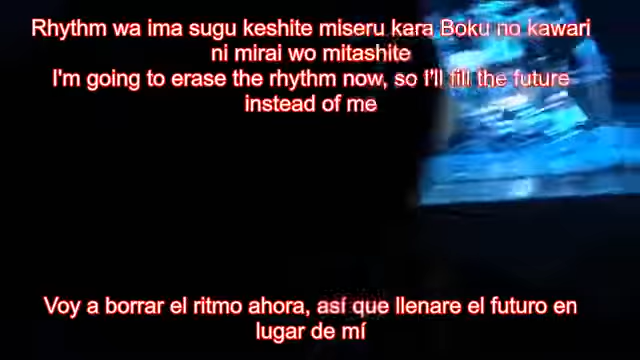 Rhythm wa ima sugu keshite miseru kara Boku no kawari
ni mirai wo mitashite
I'm going to erase the rhythm now, so I'll fill the future
instead of me
Voy a borrar el ritmo ahora, así que llenare el futuro en
lugar de mí